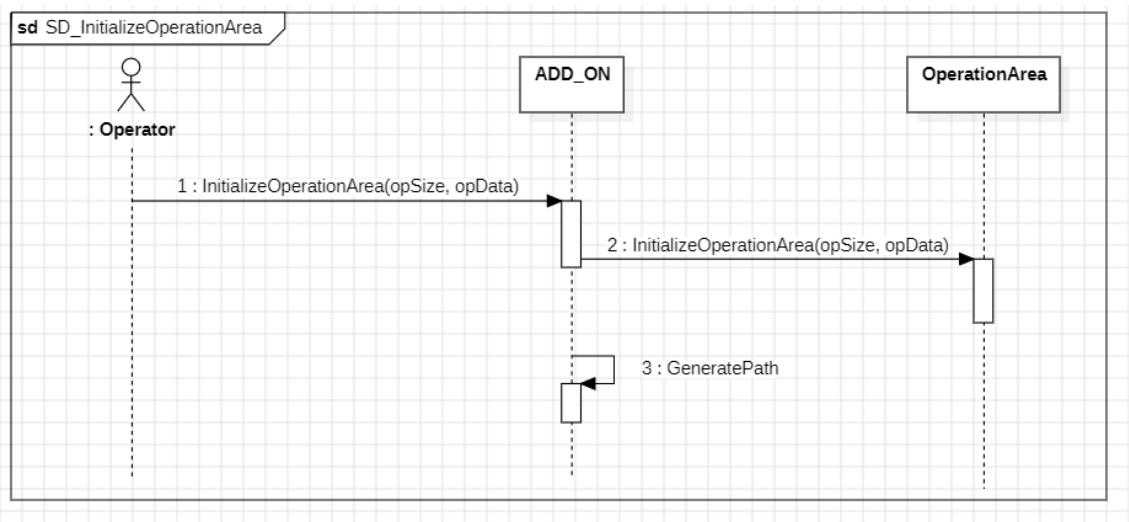 sd SD_InitializeOperationArea
ADD_ON
OperationArea
: Operator
1 : InitializeOperationArea(opSize, opData)
2 : InitializeOperationArea(opSize, opData)
3 : GeneratePath